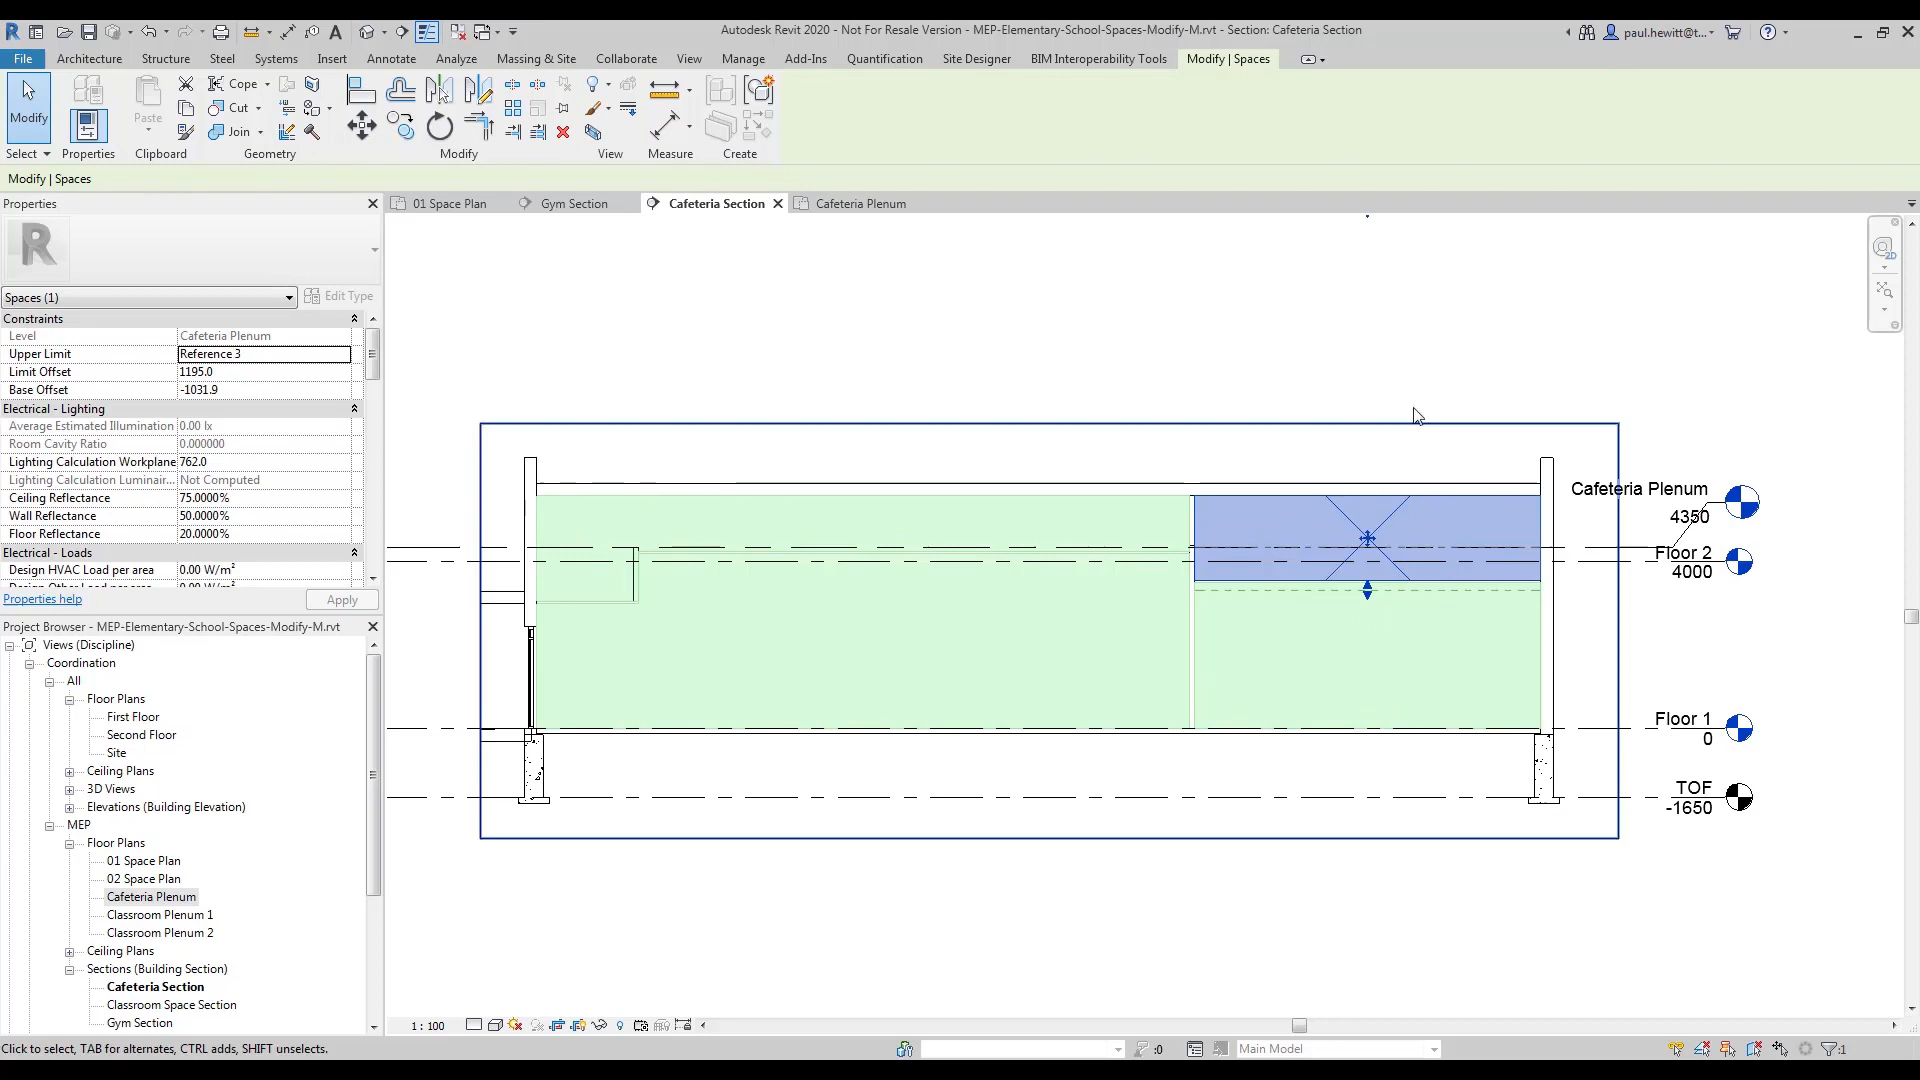 Autodesk Revit 2020 - Not For Resale Version - MEP-Elementary-School-Spaces-Modify-M.rvt - Section: Cafeteria Section
paul.hewitt@t...
File Architecture Structure Steel Systems Insert Annotate Analyze Massing & Site Collaborate View Manage Add-Ins Quantification Site Designer BIM Interoperability Tools Modify | Spaces
Modify
Paste
Cope
Cut
Join
Select Properties Clipboard Geometry Modify View Measure Create
Modify | Spaces
Properties
01 Space Plan Gym Section Cafeteria Section Cafeteria Plenum
R
2D
Spaces (1) Edit Type
Constraints
Level Cafeteria Plenum
Upper Limit Reference 3
Limit Offset 1195.0
Base Offset -1031.9
Electrical - Lighting
Average Estimated Illumination 0.00 lx
Room Cavity Ratio 0.000000
Lighting Calculation Workplane 762.0
Lighting Calculation Luminair... Not Computed
Ceiling Reflectance 75.0000%
Wall Reflectance 50.0000%
Floor Reflectance 20.0000%
Electrical - Loads
Design HVAC Load per area 0.00 W/m²
Properties help Apply
Project Browser - MEP-Elementary-School-Spaces-Modify-M.rvt
Views (Discipline)
Coordination
All
Floor Plans
First Floor
Second Floor
Site
Ceiling Plans
3D Views
Elevations (Building Elevation)
MEP
Floor Plans
01 Space Plan
02 Space Plan
Cafeteria Plenum
Classroom Plenum 1
Classroom Plenum 2
Ceiling Plans
Sections (Building Section)
Cafeteria Section
Classroom Space Section
Gym Section
Cafeteria Plenum
4350
Floor 2
4000
Floor 1
0
TOF
-1650
1 : 100
Click to select, TAB for alternates, CTRL adds, SHIFT unselects.
:0
Main Model
:1